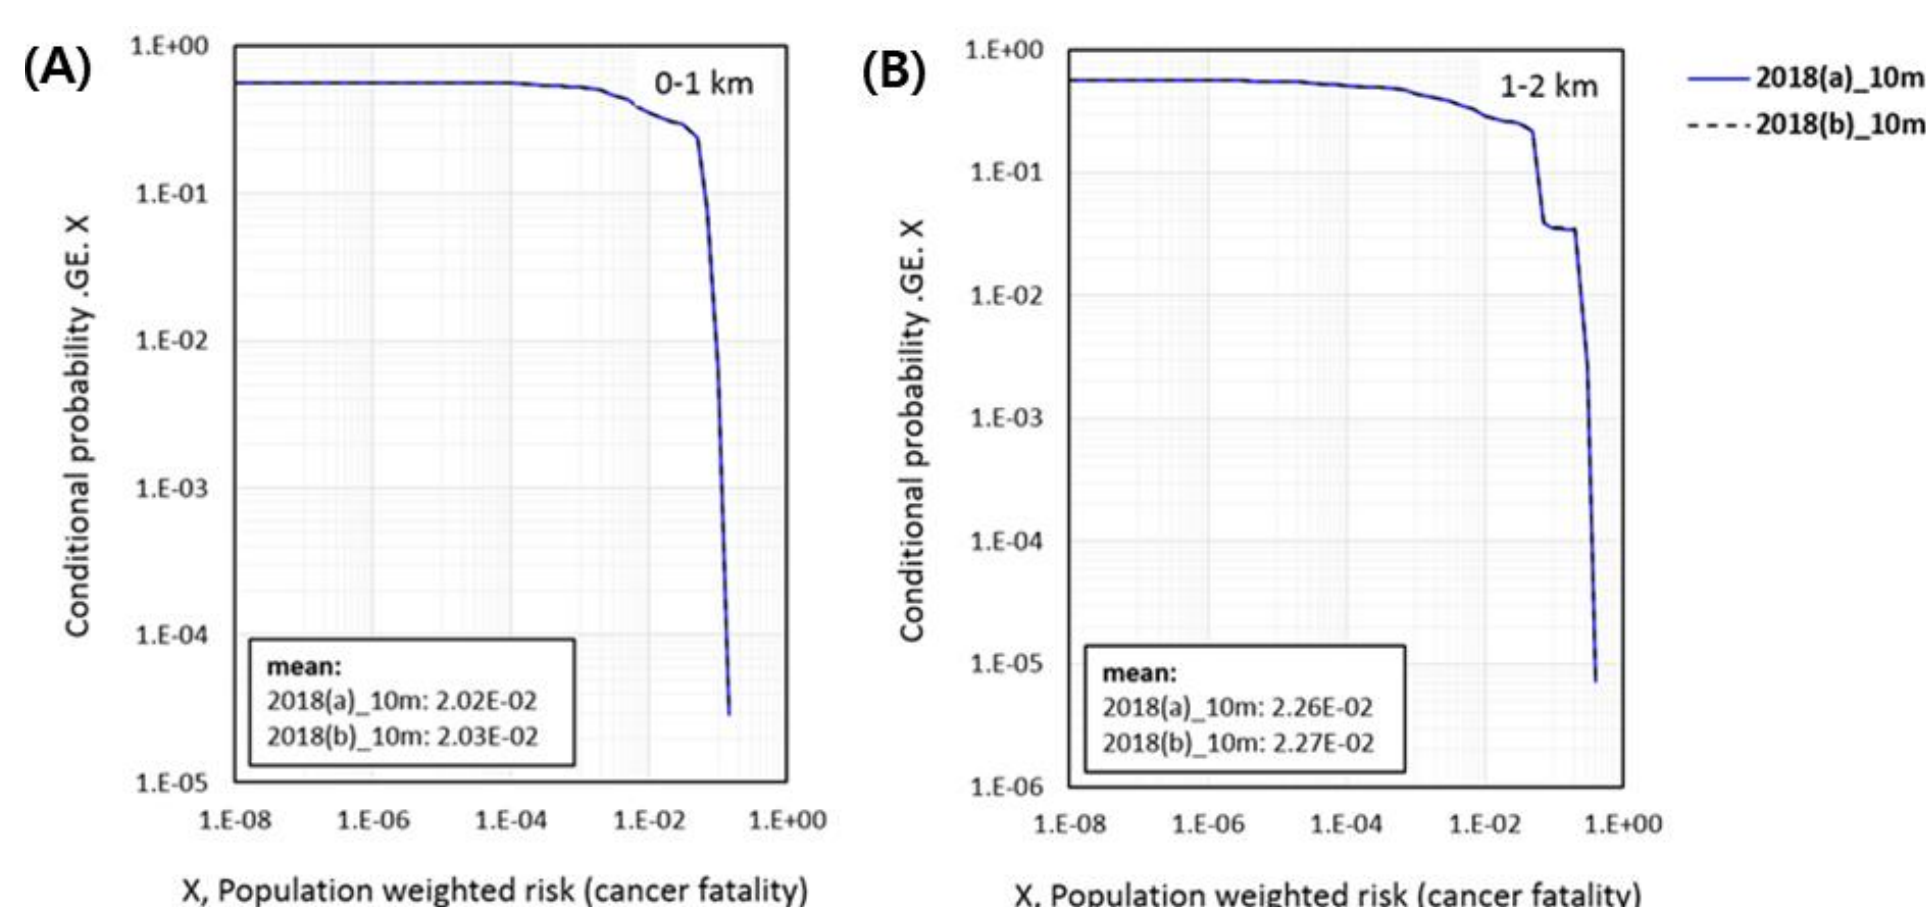 (A)
1.E+00
1.E-01
1.E-02
1.E-03
1.E-04
1.E-05
Conditional probability .GE. X
0-1 km
mean:
2018(a)_10m: 2.02E-02
2018(b)_10m: 2.03E-02
1.E-08 1.E-06 1.E-04 1.E-02 1.E+00
X, Population weighted risk (cancer fatality)
(B)
1.E+00
1.E-01
1.E-02
1.E-03
1.E-04
1.E-05
1.E-06
Conditional probability .GE. X
1-2 km
mean:
2018(a)_10m: 2.26E-02
2018(b)_10m: 2.27E-02
1.E-08 1.E-06 1.E-04 1.E-02 1.E+00
X, Population weighted risk (cancer fatality)
2018(a)_10m
2018(b)_10m